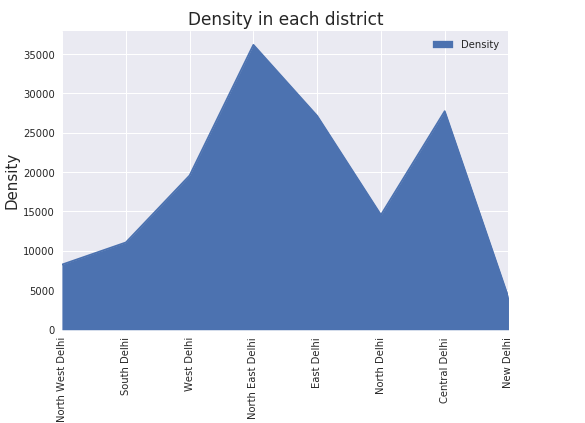 Density in each district
Density
Density
35000
30000
25000
20000
15000
10000
5000
0
North West Delhi
South Delhi
West Delhi
North East Delhi
East Delhi
North Delhi
Central Delhi
New Delhi